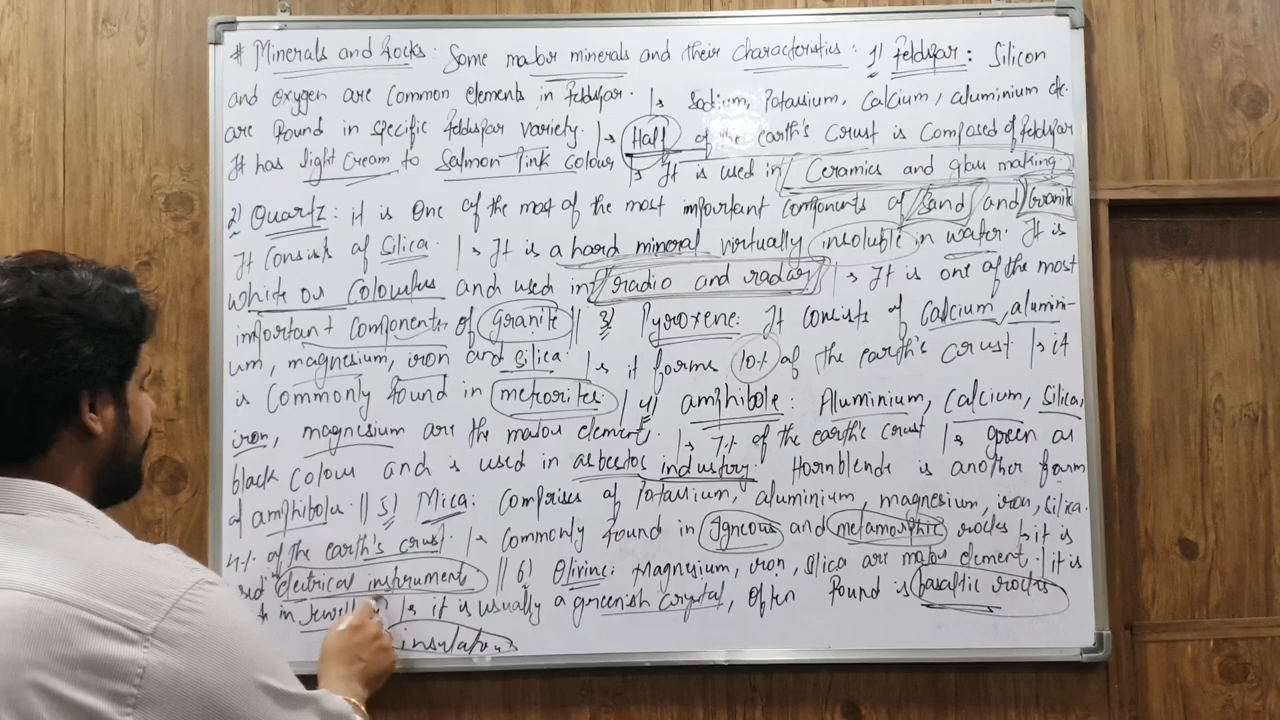 # Minerals and Rocks. Some major minerals and their characteristics: 1) Feldspar: Silicon
and oxygen are common elements in feldspar. |→ Sodium, Potassium, Calcium, aluminium etc.
are found in specific feldspar variety. |→ Half of the earth's crust is composed of feldspar
It has light cream to Salmon Pink colour |→ It is used in Ceramics and glass making
2) Quartz: it is One of the most of the most important components of Sand and Granite
It consists of Silica. |→ It is a hard mineral virtually insoluble in water. It is
white or Colourless and used in radio and radar |→ It is one of the most
important components of granite || 3) Pyroxene: It consists of Calcium, alumin-
um, magnesium, iron and silica. |→ it forms 10% of the earth's crust. |→ it
is commonly found in meteorites. || 4) amphibole: Aluminium, Calcium, Silica,
iron, magnesium are the major element. |→ 7% of the earth's crust |→ green or
black colour and is used in asbestos industry. Hornblende is another form
of amphiboles. || 5) Mica: Comprises of Potassium, aluminium, magnesium, iron, silica.
4% of the earth's crust. |→ Commonly found in Igneous and metamorphic rocks |→ it is
electrical instrument || 6) Olivine: Magnesium, iron, Silica are major element. | it is
in |→ it is usually a greenish crystal, Often found is basaltic rocks
insulators